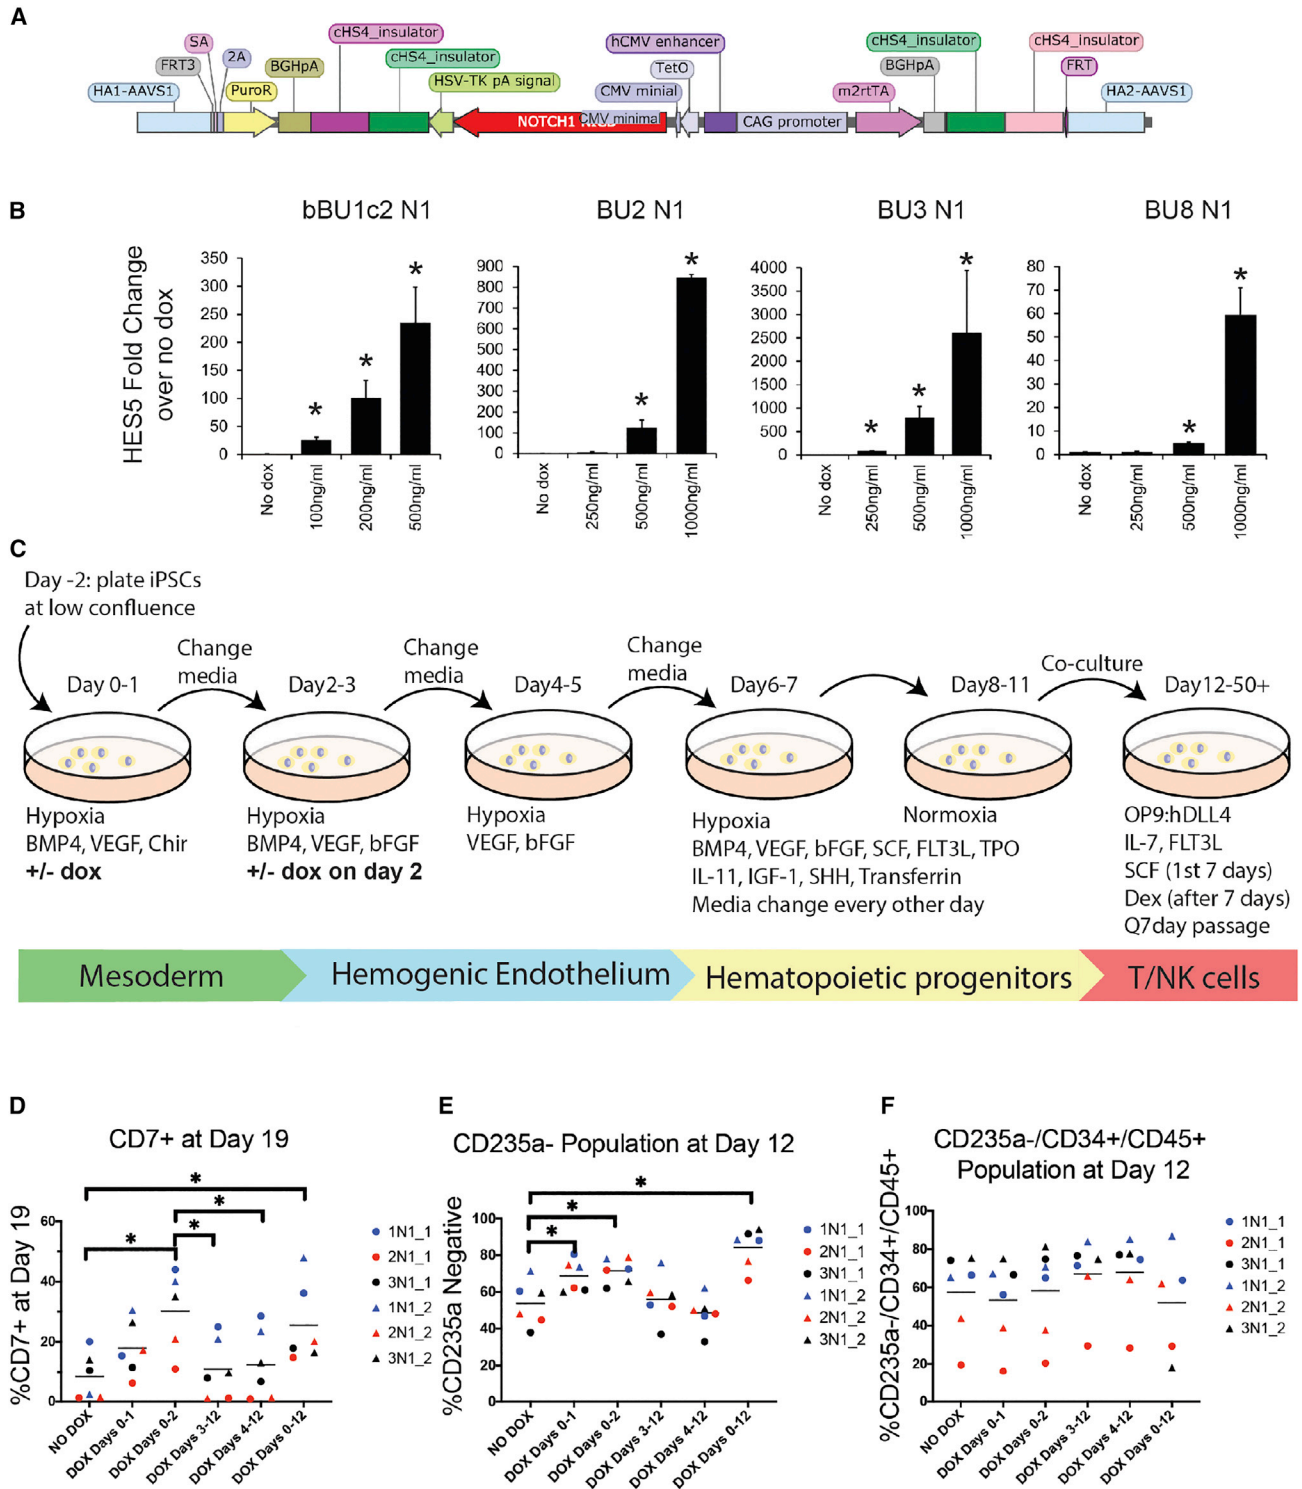 A
SA
2A
FRT3
HA1-AAVS1
PuroR
BGHpA
cHS4_insulator
cHS4_insulator
HSV-TK pA signal
hCMV enhancer
TetO
CMV minial
m2rtTA
BGHpA
cHS4_insulator
cHS4_insulator
FRT
HA2-AAVS1
NOTCH1
CMV minimal
CAG promoter
B
bBU1c2 N1
BU2 N1
BU3 N1
BU8 N1
HES5 Fold Change
over no dox
350
300
250
200
150
100
50
0
*
*
*
No dox
100ng/ml
200ng/ml
500ng/ml
900
800
700
600
500
400
300
200
100
0
*
*
No dox
250ng/ml
500ng/ml
1000ng/ml
4000
3500
3000
2500
2000
1500
1000
500
0
*
*
*
No dox
250ng/ml
500ng/ml
1000ng/ml
80
70
60
50
40
30
20
10
0
*
*
No dox
250ng/ml
500ng/ml
1000ng/ml
C
Day -2: plate iPSCs
at low confluence
Change
media
Change
media
Change
media
Co-culture
Day 0-1
Day2-3
Day4-5
Day6-7
Day8-11
Day12-50+
Hypoxia
BMP4, VEGF, Chir
+/- dox
Hypoxia
BMP4, VEGF, bFGF
+/- dox on day 2
Hypoxia
VEGF, bFGF
Hypoxia
BMP4, VEGF, bFGF, SCF, FLT3L, TPO
IL-11, IGF-1, SHH, Transferrin
Media change every other day
Normoxia
OP9:hDLL4
IL-7, FLT3L
SCF (1st 7 days)
Dex (after 7 days)
Q7day passage
Mesoderm
Hemogenic Endothelium
Hematopoietic progenitors
T/NK cells
D
CD7+ at Day 19
%CD7+ at Day 19
60
40
20
0
*
*
*
*
NO DOX
DOX Days 0-1
DOX Days 0-2
DOX Days 3-12
DOX Days 4-12
DOX Days 0-12
1N1_1
2N1_1
3N1_1
1N1_2
2N1_2
3N1_2
E
CD235a- Population at Day 12
%CD235a Negative
100
80
60
40
20
0
*
*
*
NO DOX
DOX Days 0-1
DOX Days 0-2
DOX Days 3-12
DOX Days 4-12
DOX Days 0-12
1N1_1
2N1_1
3N1_1
1N1_2
2N1_2
3N1_2
F
CD235a-/CD34+/CD45+
Population at Day 12
%CD235a-/CD34+/CD45+
100
80
60
40
20
0
NO DOX
DOX Days 0-1
DOX Days 0-2
DOX Days 3-12
DOX Days 4-12
DOX Days 0-12
1N1_1
2N1_1
3N1_1
1N1_2
2N1_2
3N1_2